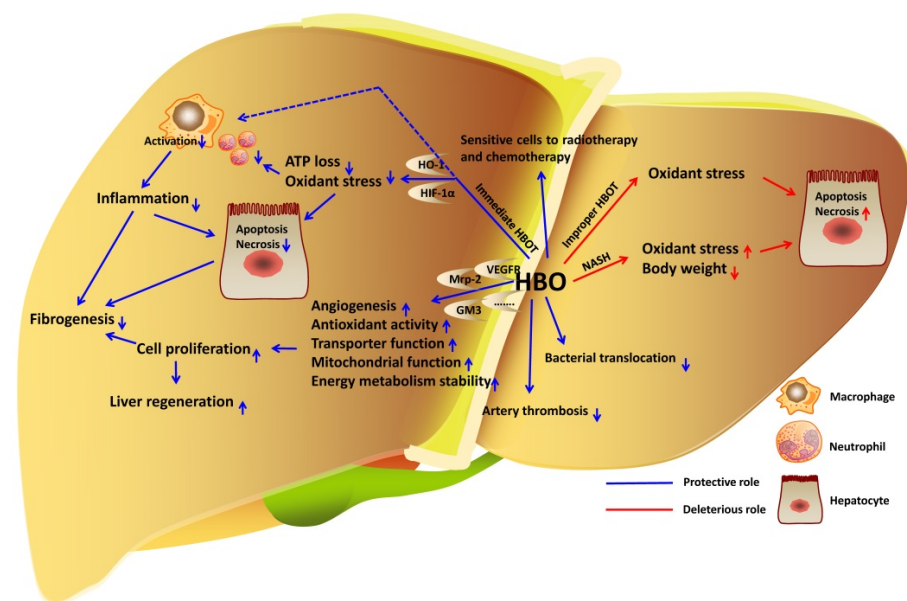 Activation
ATP loss
Oxidant stress
HO-1
HIF-1α
Sensitive cells to radiotherapy
and chemotherapy
Immediate HBOT
Improper HBOT
Oxidant stress
Apoptosis
Necrosis
Inflammation
Apoptosis
Necrosis
NASH
Oxidant stress
Body weight
HBO
VEGFR
Mrp-2
GM3
.......
Angiogenesis
Antioxidant activity
Transporter function
Mitochondrial function
Energy metabolism stability
Fibrogenesis
Cell proliferation
Liver regeneration
Bacterial translocation
Artery thrombosis
Macrophage
Neutrophil
Hepatocyte
Protective role
Deleterious role